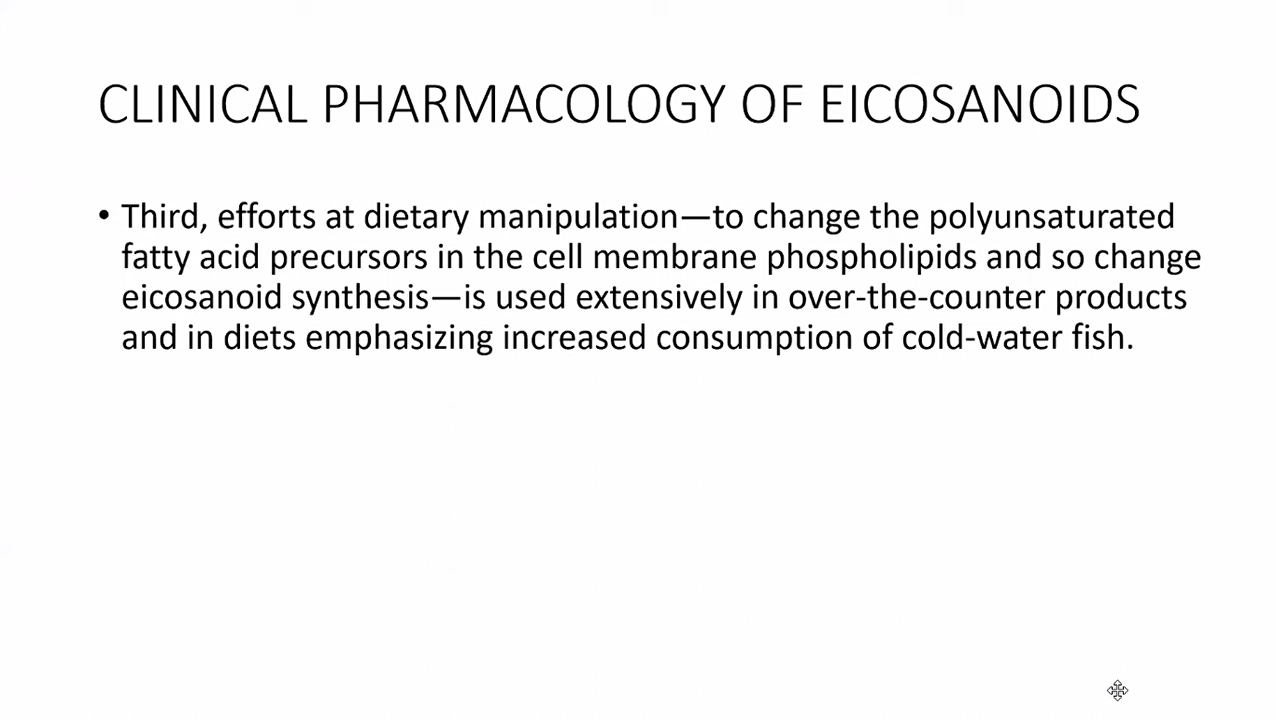 CLINICAL PHARMACOLOGY OF EICOSANOIDS
• Third, efforts at dietary manipulation—to change the polyunsaturated
fatty acid precursors in the cell membrane phospholipids and so change
eicosanoid synthesis—is used extensively in over-the-counter products
and in diets emphasizing increased consumption of cold-water fish.